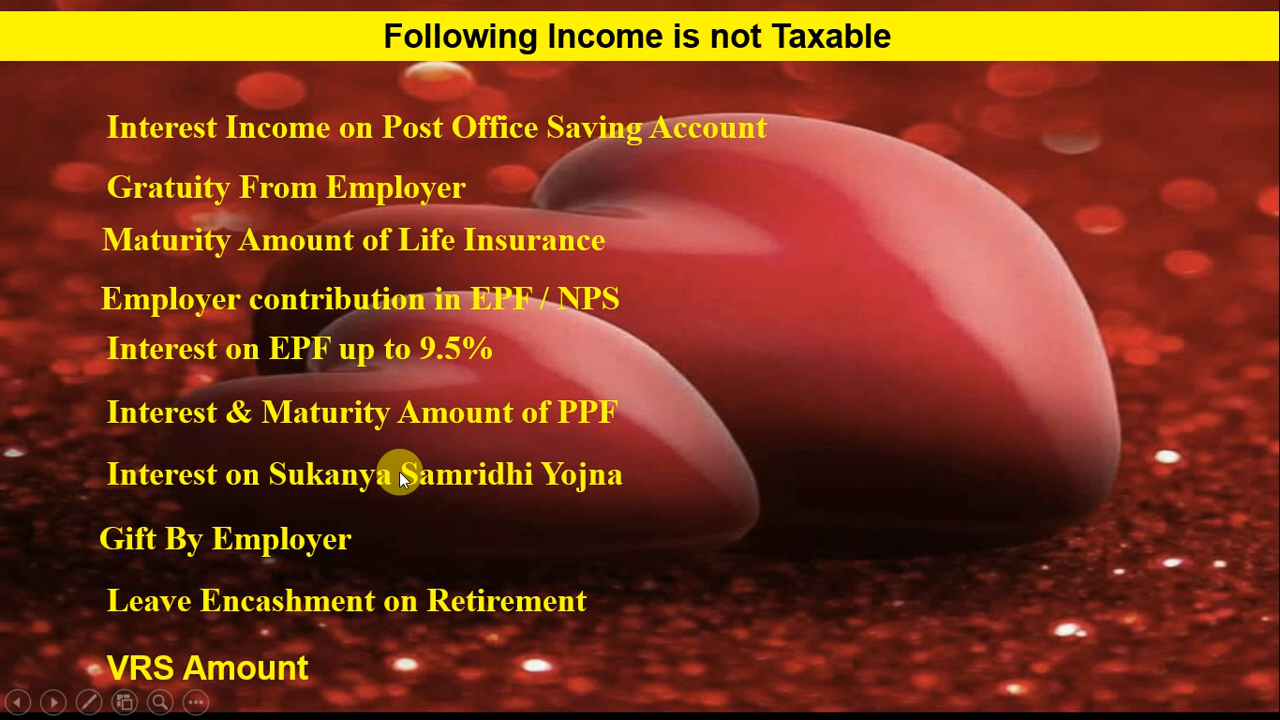 Following Income is not Taxable
Interest Income on Post Office Saving Account
Gratuity From Employer
Maturity Amount of Life Insurance
Employer contribution in EPF / NPS
Interest on EPF up to 9.5%
Interest & Maturity Amount of PPF
Interest on Sukanya Samridhi Yojna
Gift By Employer
Leave Encashment on Retirement
VRS Amount